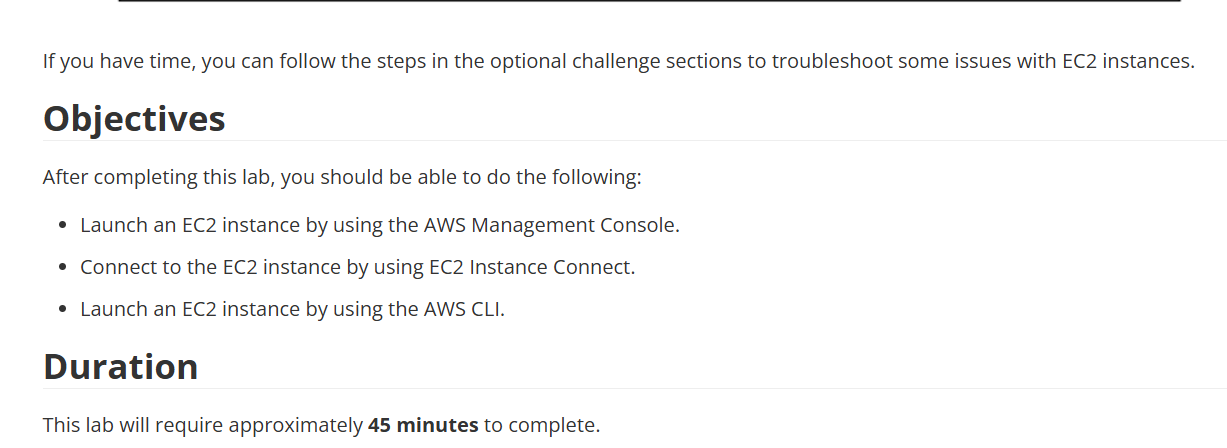 If you have time, you can follow the steps in the optional challenge sections to troubleshoot some issues with EC2 instances.
Objectives
After completing this lab, you should be able to do the following:
• Launch an EC2 instance by using the AWS Management Console.
• Connect to the EC2 instance by using EC2 Instance Connect.
• Launch an EC2 instance by using the AWS CLI.
Duration
This lab will require approximately 45 minutes to complete.